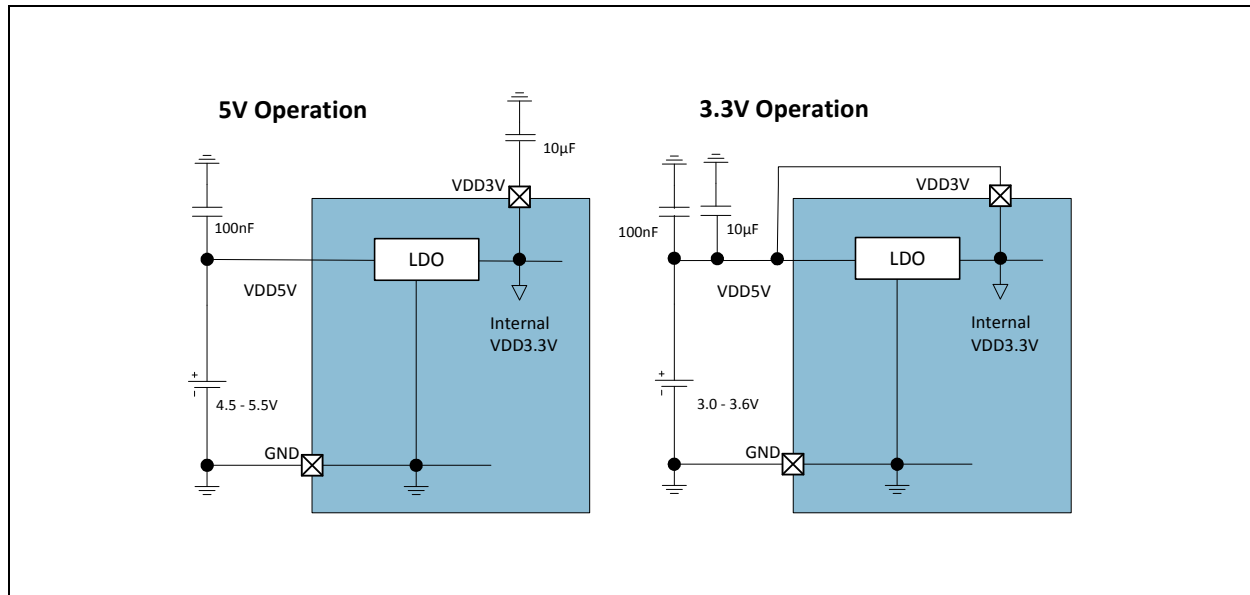 5V Operation
10µF
VDD3V
100nF
LDO
VDD5V
Internal
VDD3.3V
+
-
4.5 - 5.5V
GND
3.3V Operation
VDD3V
100nF
10µF
LDO
VDD5V
Internal
VDD3.3V
+
-
3.0 - 3.6V
GND